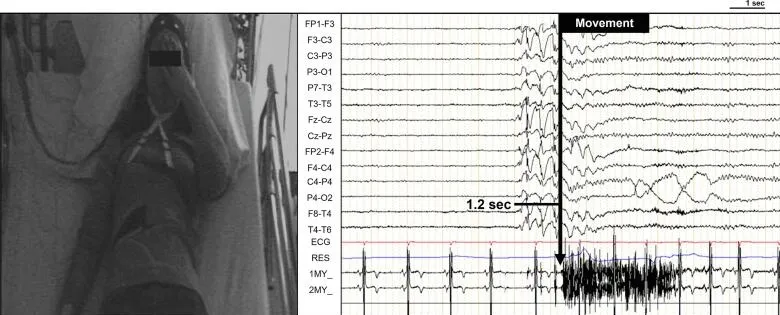 1 sec
Movement
FP1-F3
F3-C3
C3-P3
P3-O1
P7-T3
T3-T5
Fz-Cz
Cz-Pz
FP2-F4
F4-C4
C4-P4
P4-O2
1.2 sec
F8-T4
T4-T6
ECG
RES
1MY_
2MY_